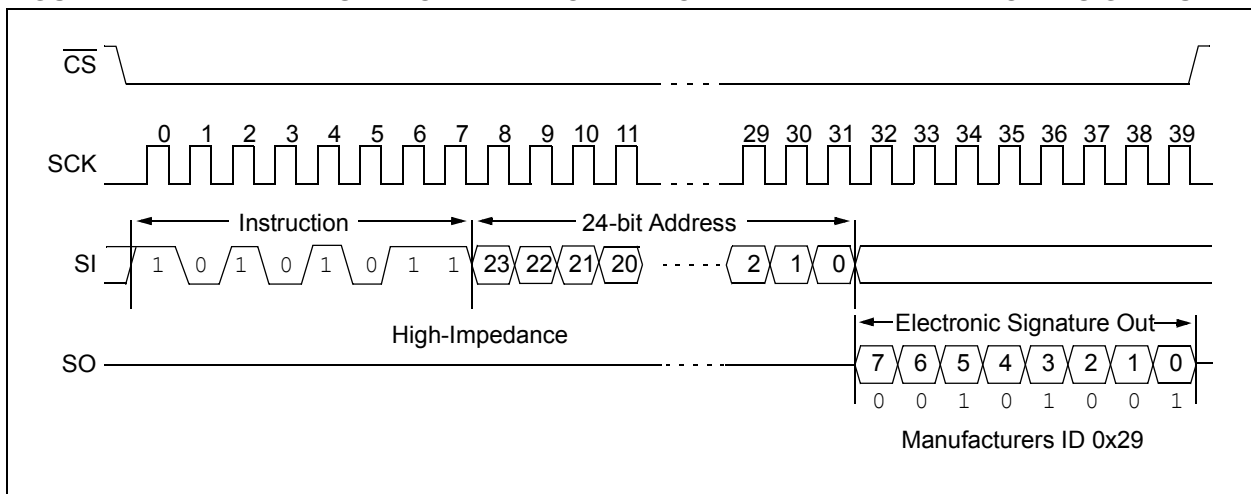 CS
0 1 2 3 4 5 6 7 8 9 10 11 29 30 31 32 33 34 35 36 37 38 39
SCK
Instruction 24-bit Address
SI 1 0 1 0 1 0 1 1 23 22 21 20 2 1 0
High-Impedance
Electronic Signature Out
SO 7 6 5 4 3 2 1 0
0 0 1 0 1 0 0 1
Manufacturers ID 0x29